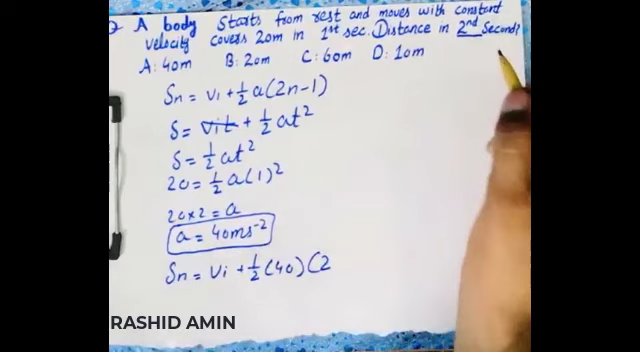 Q A body Starts from rest and moves with constant
velocity covers 20m in 1st sec. Distance in 2nd Second?
A: 40m B: 20m C: 60m D: 10m
Sn = Vi + 1/2 a(2n-1)
S = Vit + 1/2 at²
S = 1/2 at²
20 = 1/2 a(1)²
20×2 = a
a = 40ms⁻²
Sn = Vi + 1/2 (40) (2
RASHID AMIN